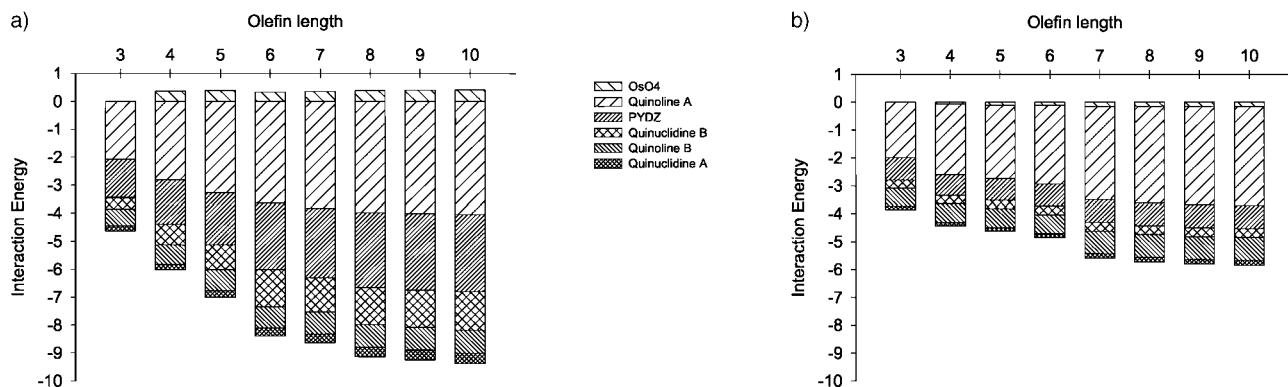 a)
Olefin length
3 4 5 6 7 8 9 10
Interaction Energy
1
0
-1
-2
-3
-4
-5
-6
-7
-8
-9
-10
OsO4
Quinoline A
PYDZ
Quinuclidine B
Quinoline B
Quinuclidine A
b)
Olefin length
3 4 5 6 7 8 9 10
Interaction Energy
1
0
-1
-2
-3
-4
-5
-6
-7
-8
-9
-10